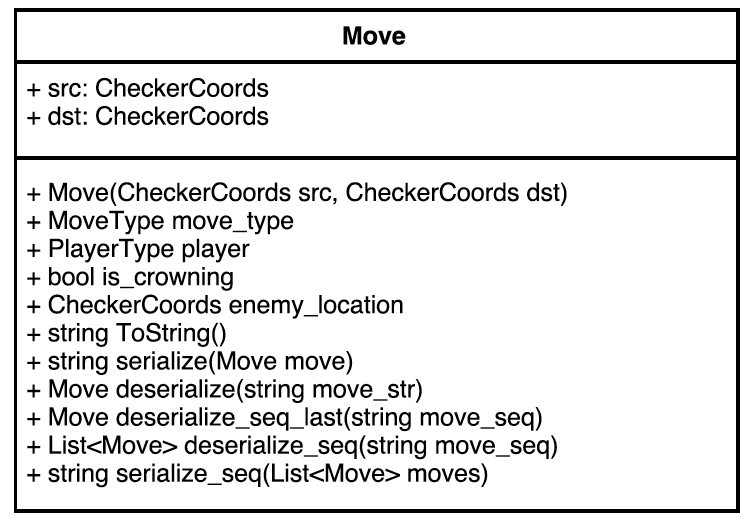 Move
+ src: CheckerCoords
+ dst: CheckerCoords
+ Move(CheckerCoords src, CheckerCoords dst)
+ MoveType move_type
+ PlayerType player
+ bool is_crowning
+ CheckerCoords enemy_location
+ string ToString()
+ string serialize(Move move)
+ Move deserialize(string move_str)
+ Move deserialize_seq_last(string move_seq)
+ List<Move> deserialize_seq(string move_seq)
+ string serialize_seq(List<Move> moves)